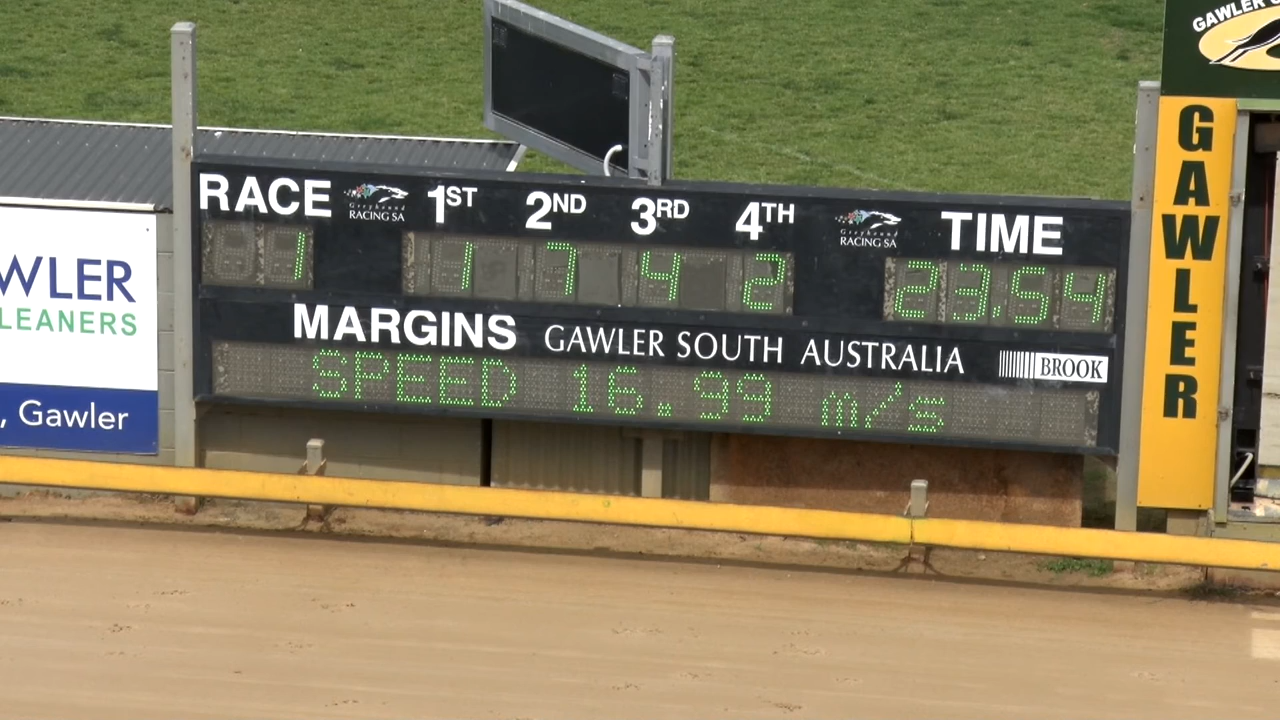 GAWLER
RACE
Greyhound
RACING SA
1ST 2ND 3RD 4TH
Greyhound
RACING SA
TIME
1 1 7 4 2 23.54
MARGINS GAWLER SOUTH AUSTRALIA BROOK
SPEED 16.99 m/s
WLER
LEANERS
, Gawler
GAWLER